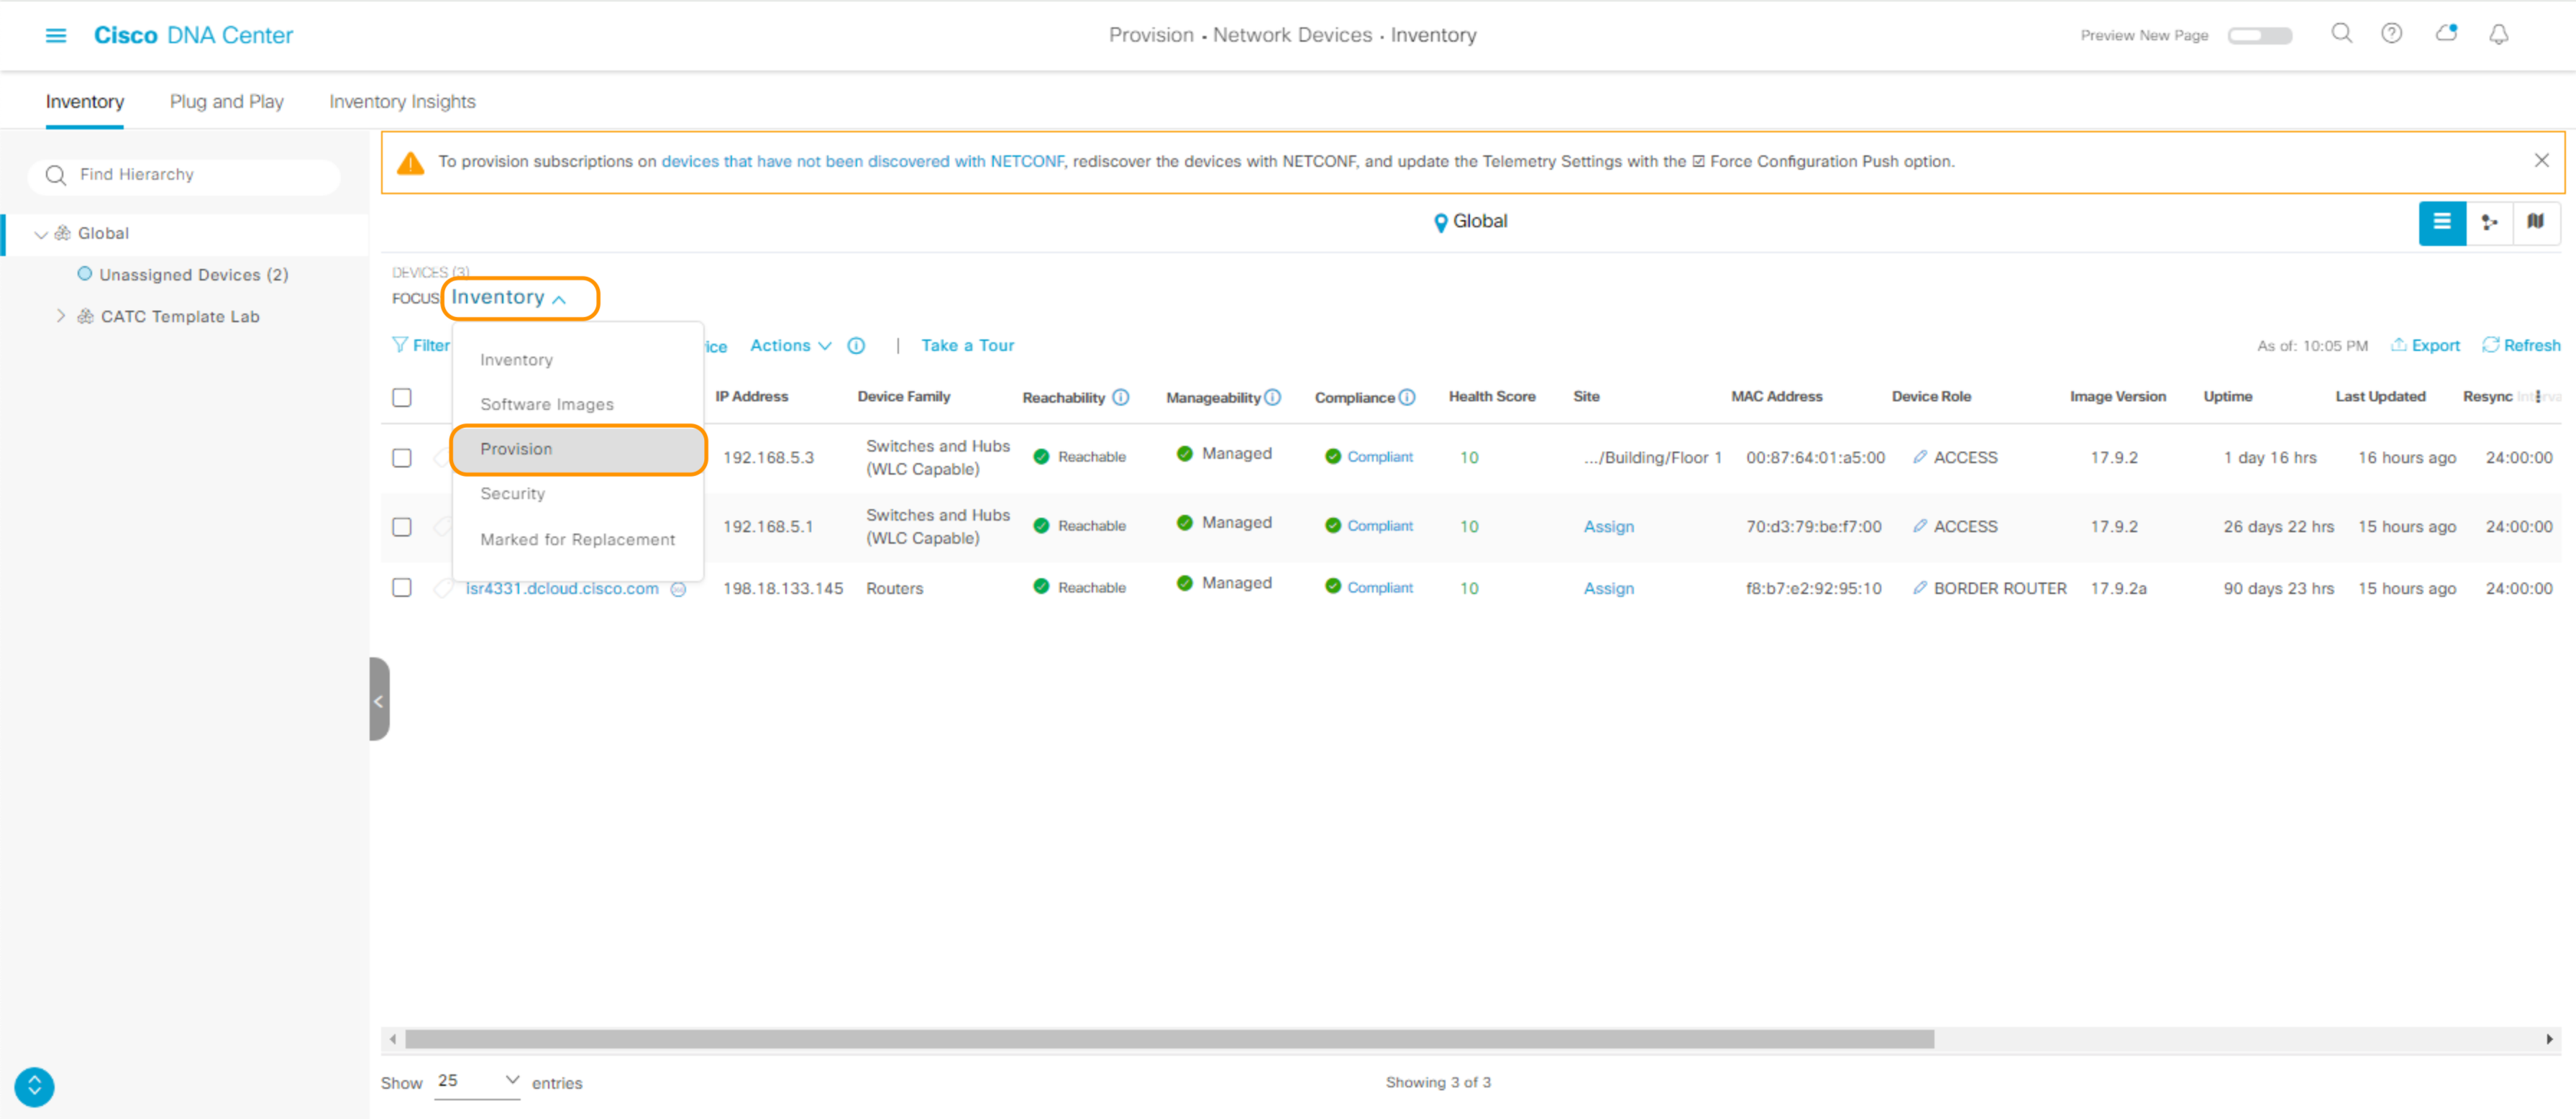 Cisco DNA Center
Provision • Network Devices • Inventory
Preview New Page
Inventory Plug and Play Inventory Insights
To provision subscriptions on devices that have not been discovered with NETCONF, rediscover the devices with NETCONF, and update the Telemetry Settings with the ☑ Force Configuration Push option.
Find Hierarchy
Global
Unassigned Devices (2)
CATC Template Lab
Global
DEVICES (3)
FOCUS: Inventory
Inventory
Software Images
Provision
Security
Marked for Replacement
Filter Actions | Take a Tour As of: 10:05 PM Export Refresh
IP Address Device Family Reachability Manageability Compliance Health Score Site MAC Address Device Role Image Version Uptime Last Updated Resync
192.168.5.3 Switches and Hubs (WLC Capable) Reachable Managed Compliant 10 .../Building/Floor 1 00:87:64:01:a5:00 ACCESS 17.9.2 1 day 16 hrs 16 hours ago 24:00:00
192.168.5.1 Switches and Hubs (WLC Capable) Reachable Managed Compliant 10 Assign 70:d3:79:be:f7:00 ACCESS 17.9.2 26 days 22 hrs 15 hours ago 24:00:00
isr4331.dcloud.cisco.com 198.18.133.145 Routers Reachable Managed Compliant 10 Assign f8:b7:e2:92:95:10 BORDER ROUTER 17.9.2a 90 days 23 hrs 15 hours ago 24:00:00
Show 25 entries
Showing 3 of 3